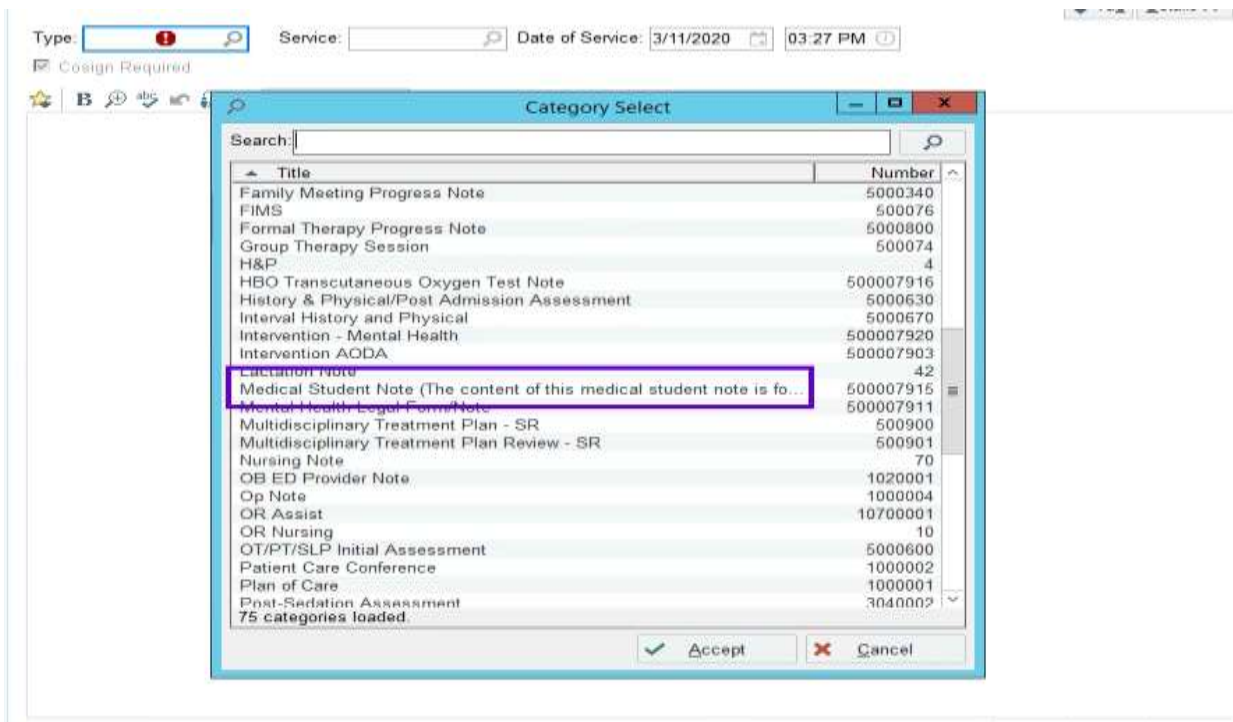 Type: Service: Date of Service: 3/11/2020 03:27 PM
Cosign Required
B abc
Category Select
Search:
Title Number
Family Meeting Progress Note 5000340
FIMS 500076
Formal Therapy Progress Note 5000800
Group Therapy Session 500074
H&P 4
HBO Transcutaneous Oxygen Test Note 500007916
History & Physical/Post Admission Assessment 5000630
Interval History and Physical 5000670
Intervention - Mental Health 500007920
Intervention AODA 500007903
Lactation Note 42
Medical Student Note (The content of this medical student note is fo... 500007915
Mental Health Legal Form/Note 500007911
Multidisciplinary Treatment Plan - SR 500900
Multidisciplinary Treatment Plan Review - SR 500901
Nursing Note 70
OB ED Provider Note 1020001
Op Note 1000004
OR Assist 10700001
OR Nursing 10
OT/PT/SLP Initial Assessment 5000600
Patient Care Conference 1000002
Plan of Care 1000001
Post-Sedation Assessment 3040002
75 categories loaded.
Accept Cancel